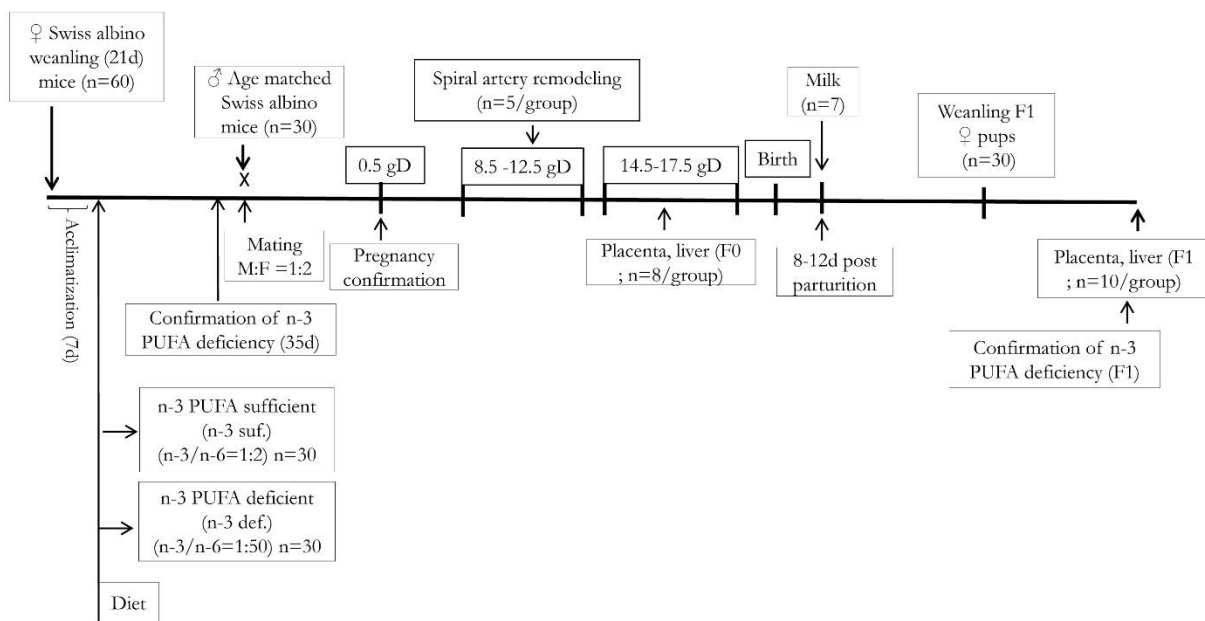 ♀ Swiss albino
weanling (21d)
mice (n=60)
♂ Age matched
Swiss albino
mice (n=30)
X
Spiral artery remodeling
(n=5/group)
Milk
(n=7)
Weanling F1
♀ pups
(n=30)
0.5 gD
8.5 -12.5 gD
14.5-17.5 gD
Birth
Acclimatization (7d)
Mating
M:F =1:2
Pregnancy
confirmation
Placenta, liver (F0
; n=8/group)
8-12d post
parturition
Placenta, liver (F1
; n=10/group)
Confirmation of n-3
PUFA deficiency (35d)
Confirmation of n-3
PUFA deficiency (F1)
n-3 PUFA sufficient
(n-3 suf.)
(n-3/n-6=1:2) n=30
n-3 PUFA deficient
(n-3 def.)
(n-3/n-6=1:50) n=30
Diet